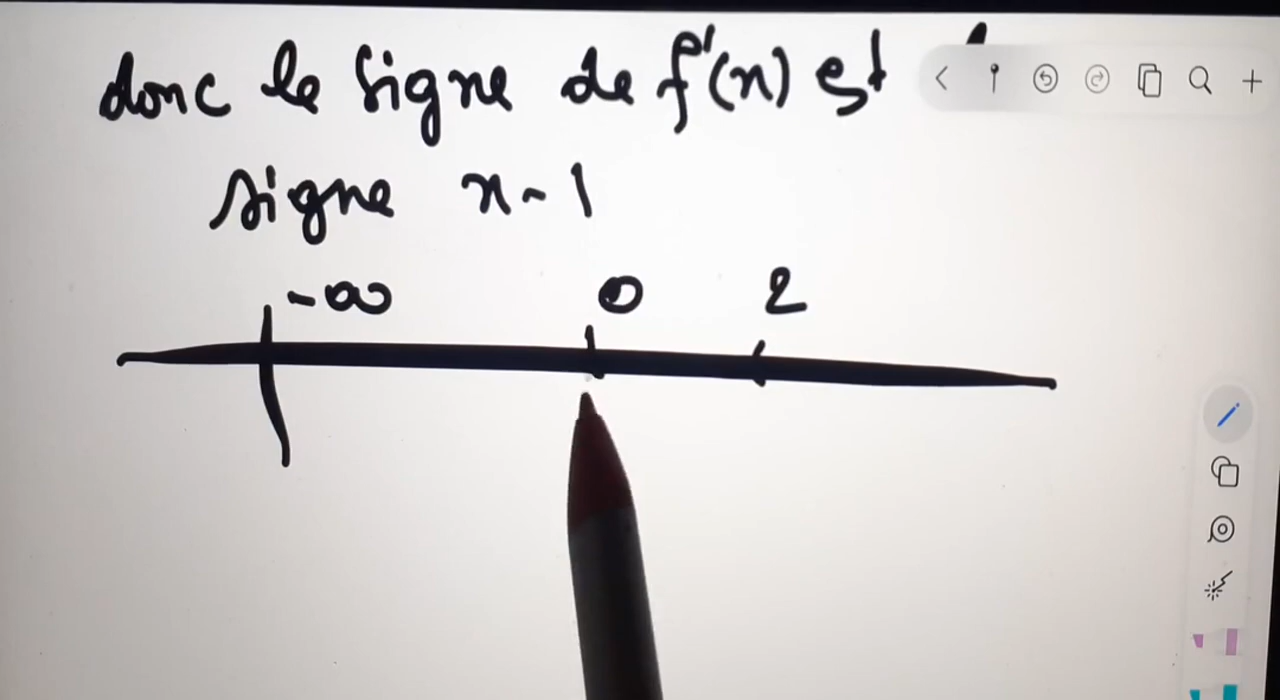 donc le signe de f'(x) est
signe x-1
-∞ 0 2